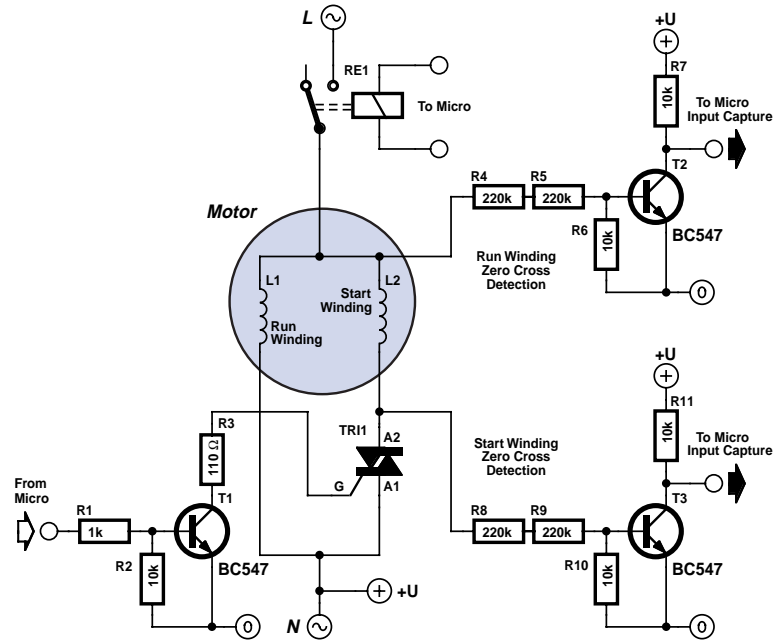 L
RE1
To Micro
Motor
L1
L2
Run
Winding
Start
Winding
+U
R7
10k
To Micro
Input Capture
T2
R4
R5
220k
220k
R6
10k
BC547
Run Winding
Zero Cross
Detection
0
+U
R11
10k
To Micro
Input Capture
T3
Start Winding
Zero Cross
Detection
R8
R9
220k
220k
R10
10k
BC547
0
R3
110 Ω
TRI1
A2
A1
G
From
Micro
R1
1k
T1
R2
10k
BC547
0
+U
N